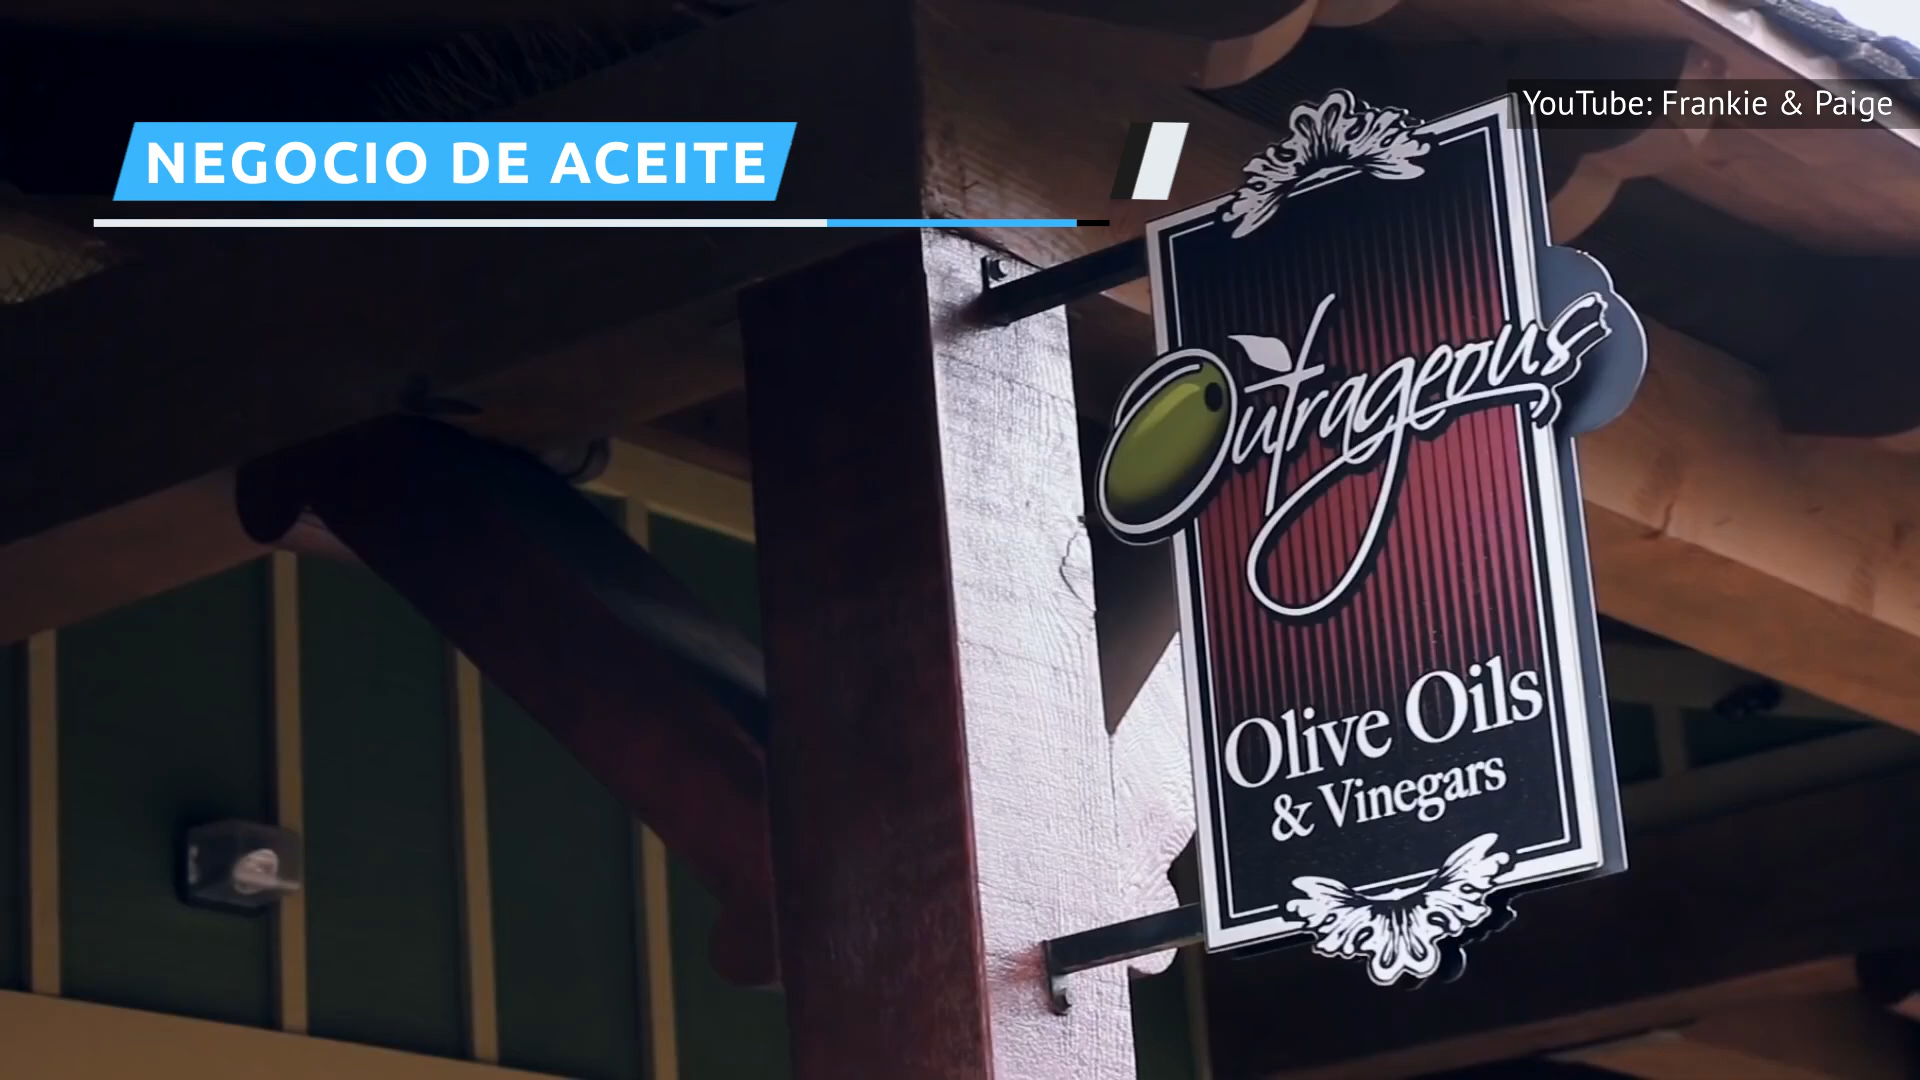 NEGOCIO DE ACEITE
YouTube: Frankie & Paige
Outrageous
Olive Oils
& Vinegars